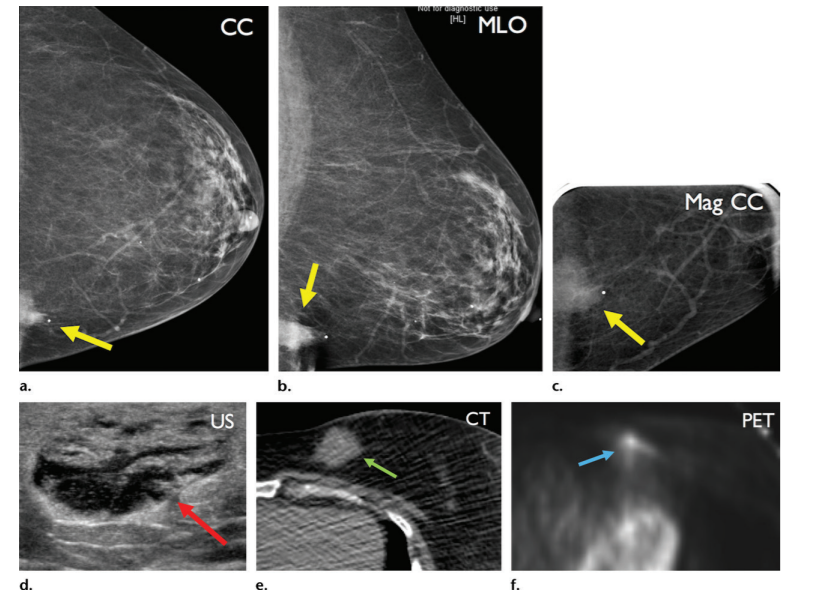 CC
Not for diagnostic use
[HL]
MLO
Mag CC
a.
b.
c.
US
CT
PET
d.
e.
f.